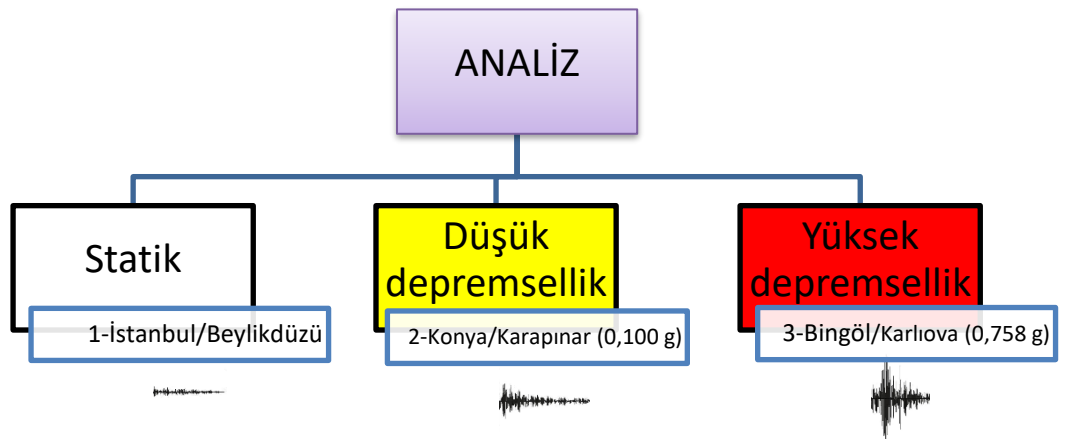 ANALİZ
Statik
1-İstanbul/Beylikdüzü
Düşük
depremsellik
2-Konya/Karapınar (0,100 g)
Yüksek
depremsellik
3-Bingöl/Karlıova (0,758 g)